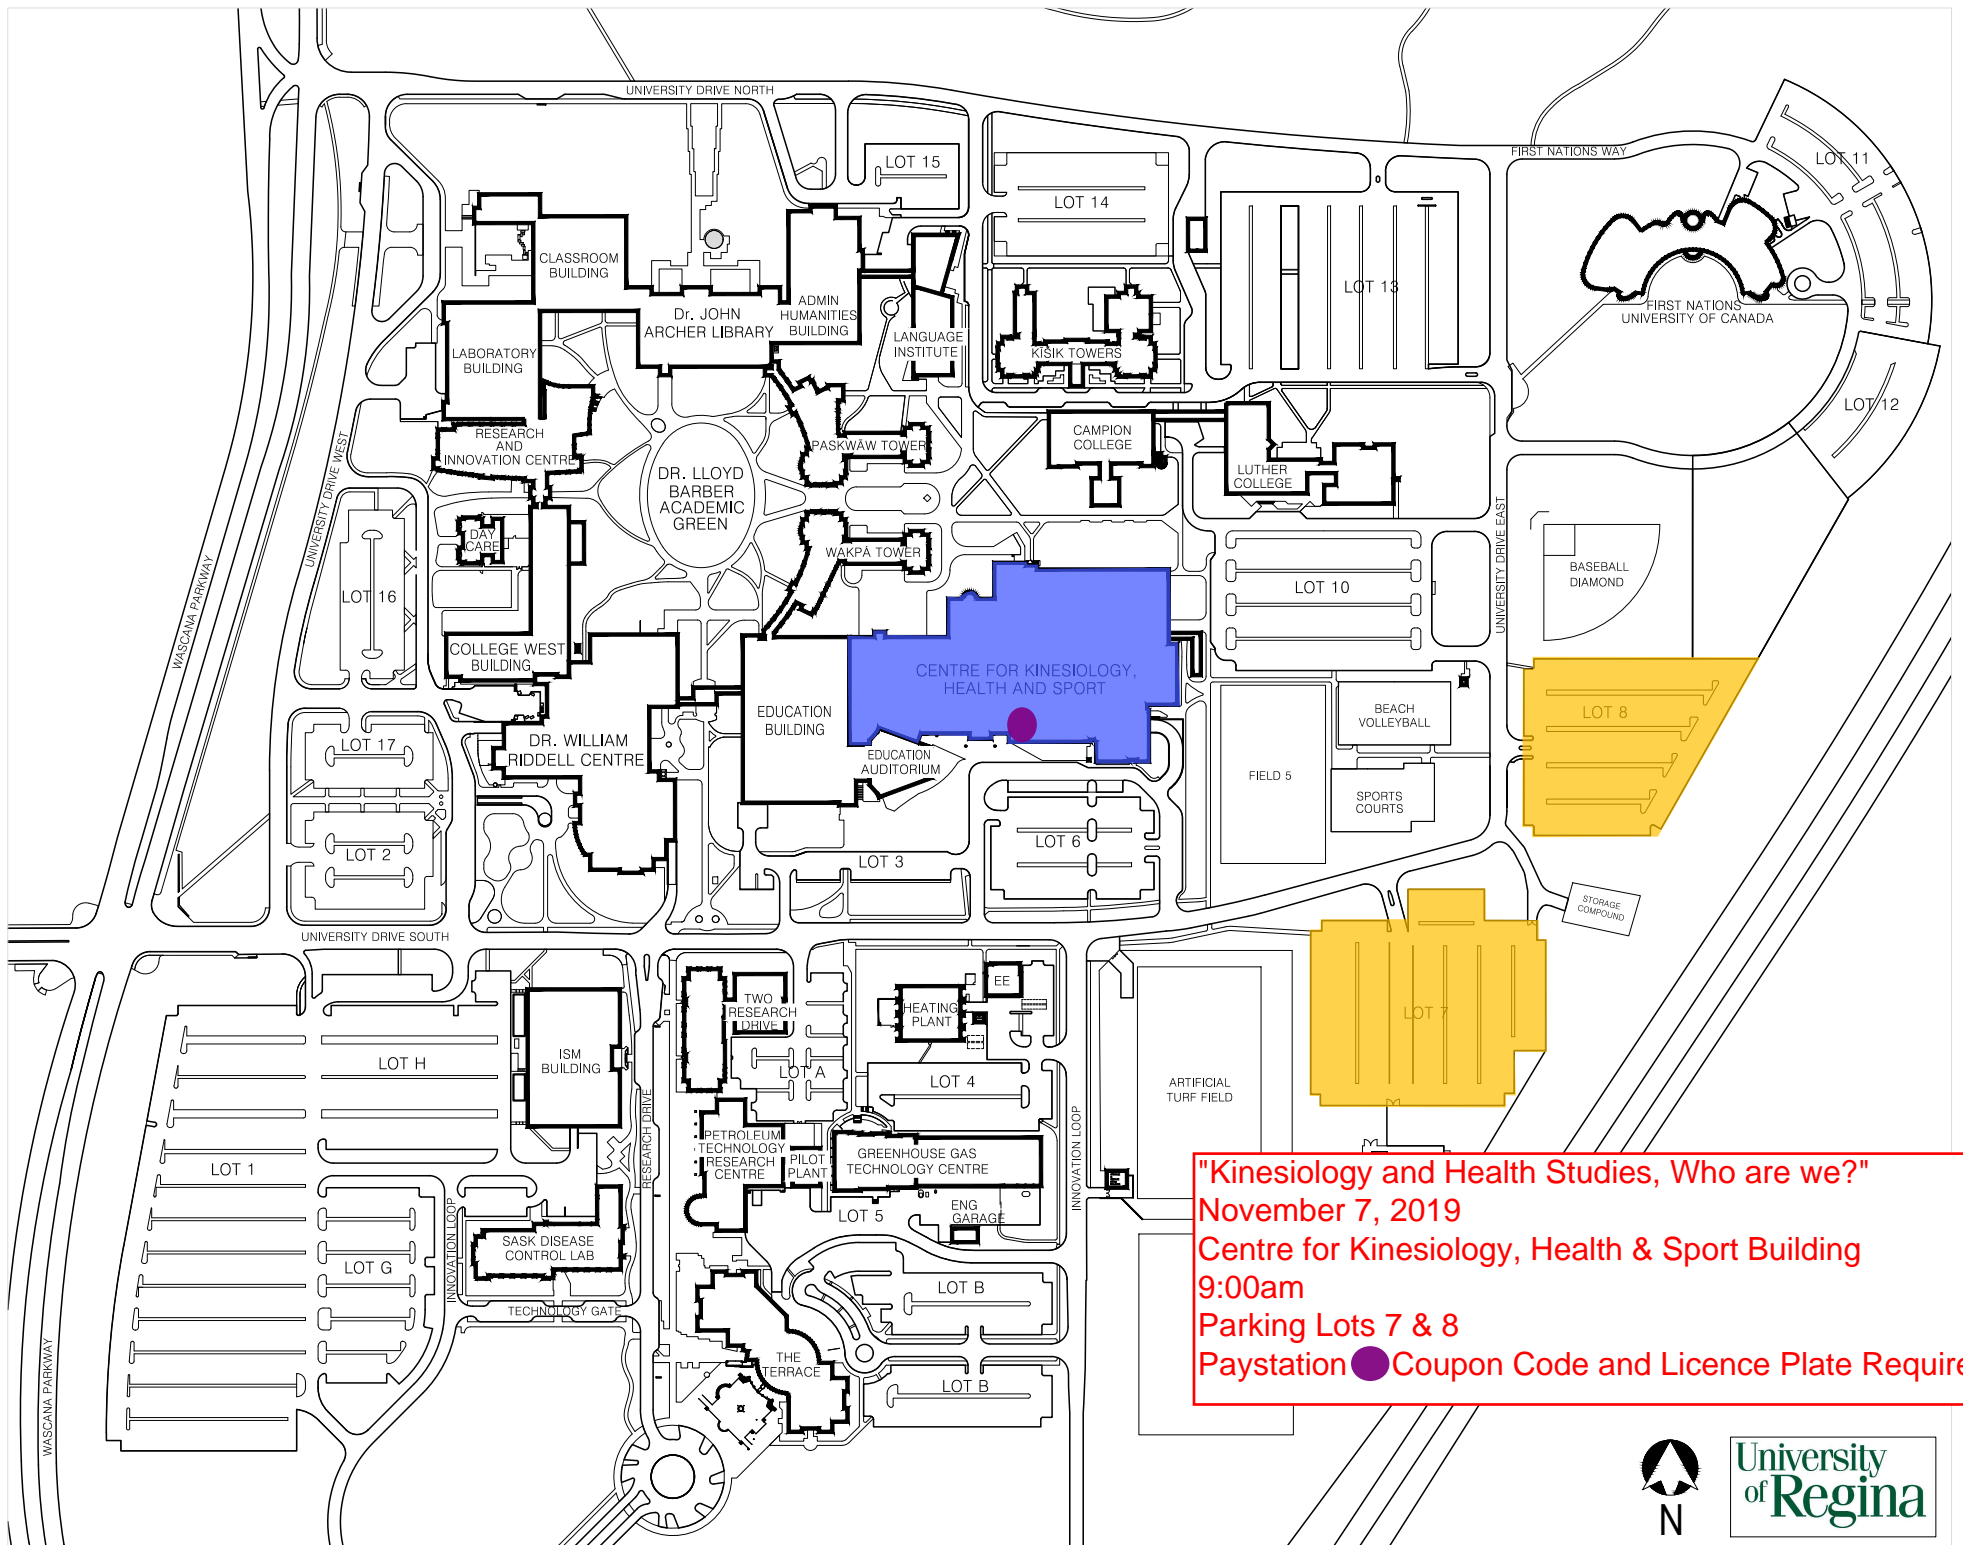 UNIVERSITY DRIVE NORTH
FIRST NATIONS WAY
LOT 11
LOT 15
LOT 14
CLASSROOM
BUILDING
LOT 13
ADMIN
HUMANITIES
BUILDING
Dr. JOHN
ARCHER LIBRARY
FIRST NATIONS
UNIVERSITY OF CANADA
LANGUAGE
INSTITUTE
KĪSIK TOWERS
LABORATORY
BUILDING
LOT 12
RESEARCH
AND
INNOVATION CENTRE
PASKWĀW TOWER
CAMPION
COLLEGE
LUTHER
COLLEGE
DR. LLOYD
BARBER
ACADEMIC
GREEN
UNIVERSITY DRIVE WEST
UNIVERSITY DRIVE EAST
DAY
CARE
WAKPĀ TOWER
BASEBALL
DIAMOND
LOT 16
LOT 10
WASCANA PARKWAY
COLLEGE WEST
BUILDING
CENTRE FOR KINESIOLOGY,
HEALTH AND SPORT
EDUCATION
BUILDING
BEACH
VOLLEYBALL
LOT 8
LOT 17
DR. WILLIAM
RIDDELL CENTRE
EDUCATION
AUDITORIUM
FIELD 5
SPORTS
COURTS
LOT 2
LOT 3
LOT 6
STORAGE
COMPOUND
UNIVERSITY DRIVE SOUTH
EE
TWO
RESEARCH
DRIVE
HEATING
PLANT
LOT 7
LOT H
ISM
BUILDING
LOT A
LOT 4
ARTIFICIAL
TURF FIELD
RESEARCH DRIVE
INNOVATION LOOP
PETROLEUM
TECHNOLOGY
RESEARCH
CENTRE
PILOT
PLANT
GREENHOUSE GAS
TECHNOLOGY CENTRE
LOT 1
LOT 5
ENG
GARAGE
INNOVATION LOOP
SASK DISEASE
CONTROL LAB
LOT G
LOT B
TECHNOLOGY GATE
THE
TERRACE
LOT B
WASCANA PARKWAY
"Kinesiology and Health Studies, Who are we?"
November 7, 2019
Centre for Kinesiology, Health & Sport Building
9:00am
Parking Lots 7 & 8
Paystation Coupon Code and Licence Plate Require
N
University
of Regina